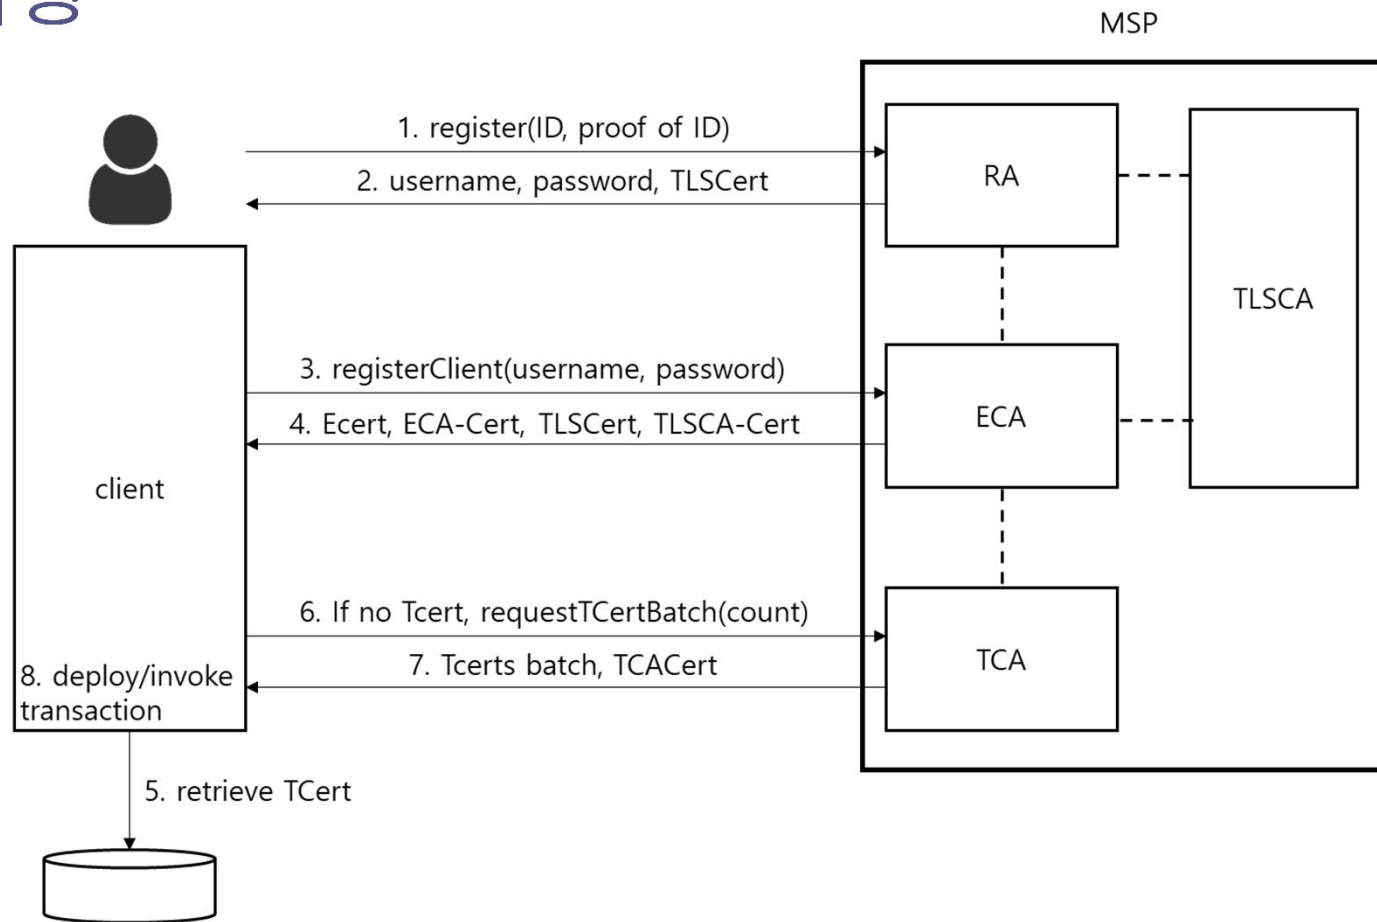 MSP
1. register(ID, proof of ID)
2. username, password, TLSCert
RA
TLSCA
3. registerClient(username, password)
4. Ecert, ECA-Cert, TLSCert, TLSCA-Cert
ECA
client
6. If no Tcert, requestTCertBatch(count)
7. Tcerts batch, TCACert
TCA
8. deploy/invoke
transaction
5. retrieve TCert